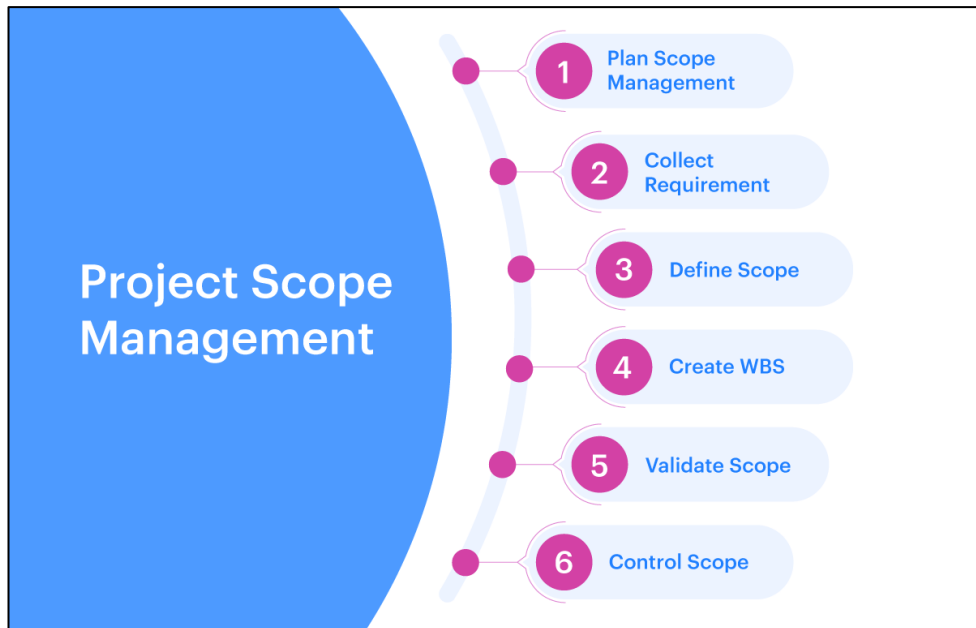 Project Scope
Management
1
Plan Scope
Management
2
Collect
Requirement
3
Define Scope
4
Create WBS
5
Validate Scope
6
Control Scope